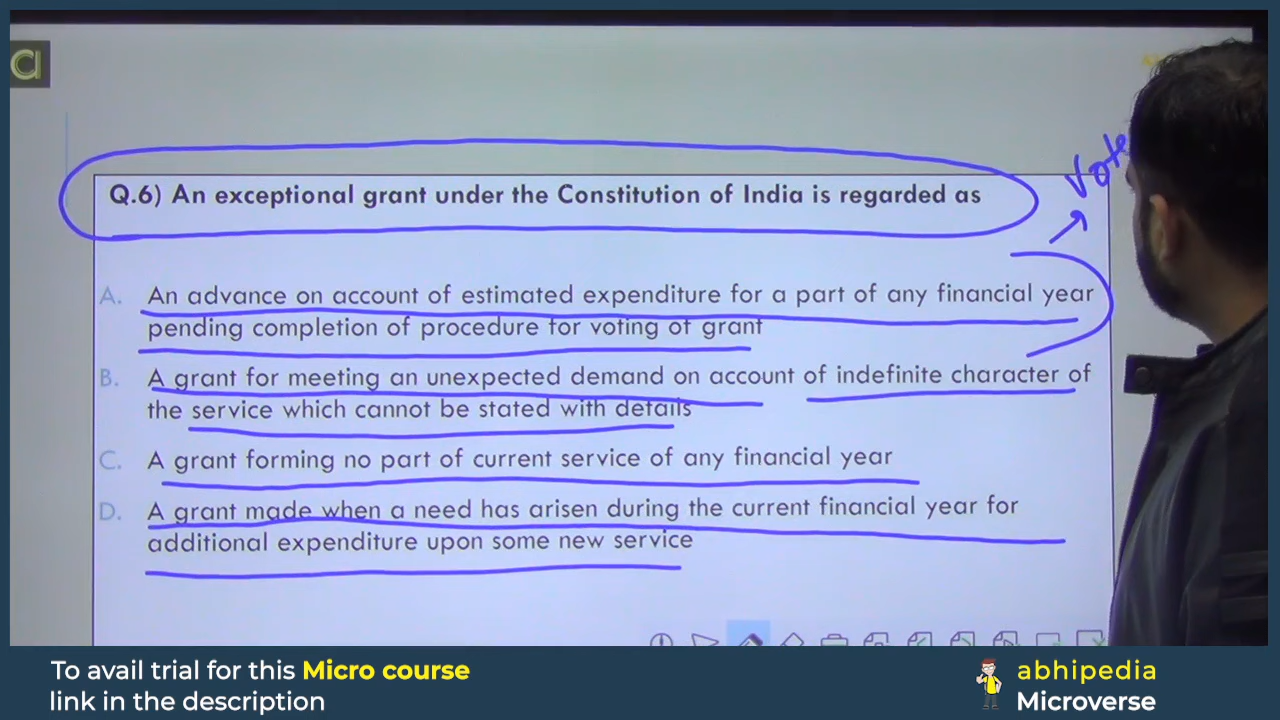 Q.6) An exceptional grant under the Constitution of India is regarded as
Vote
A. An advance on account of estimated expenditure for a part of any financial year
pending completion of procedure for voting of grant
B. A grant for meeting an unexpected demand on account of indefinite character of
the service which cannot be stated with details
C. A grant forming no part of current service of any financial year
D. A grant made when a need has arisen during the current financial year for
additional expenditure upon some new service
To avail trial for this Micro course
link in the description
abhipedia
Microverse